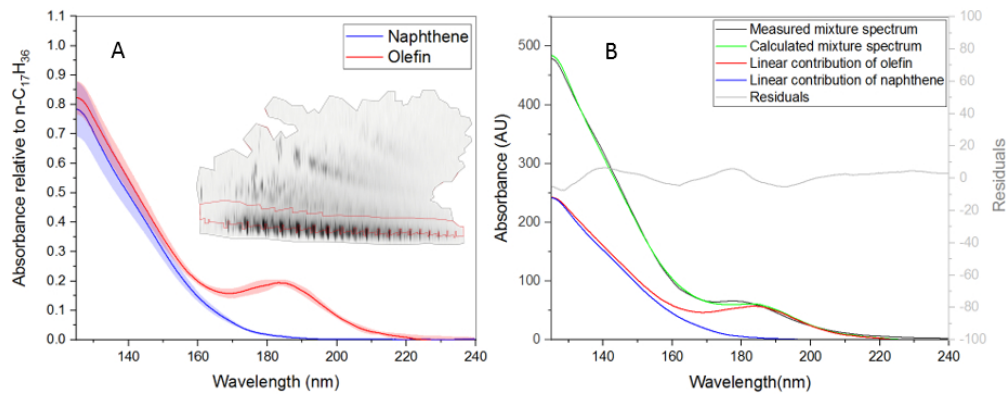 A
Naphthene
Olefin
1.1
1.0
0.9
0.8
0.7
0.6
0.5
0.4
0.3
0.2
0.1
0.0
Absorbance relative to n-C17H36
140 160 180 200 220 240
Wavelength (nm)
B
Measured mixture spectrum
Calculated mixture spectrum
Linear contribution of olefin
Linear contribution of naphthene
Residuals
500
450
300
250
200
150
100
50
0
Absorbance (AU)
140 160 180 200 220 240
Wavelength(nm)
100
80
60
40
20
0
-20
-40
-60
-80
-100
Residuals